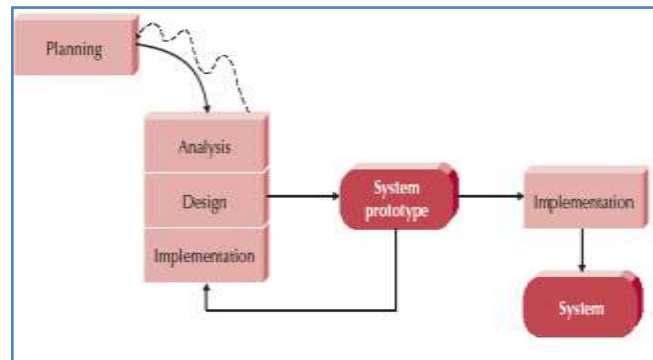 Planning
Analysis
Design
Implementation
System
prototype
Implementation
System